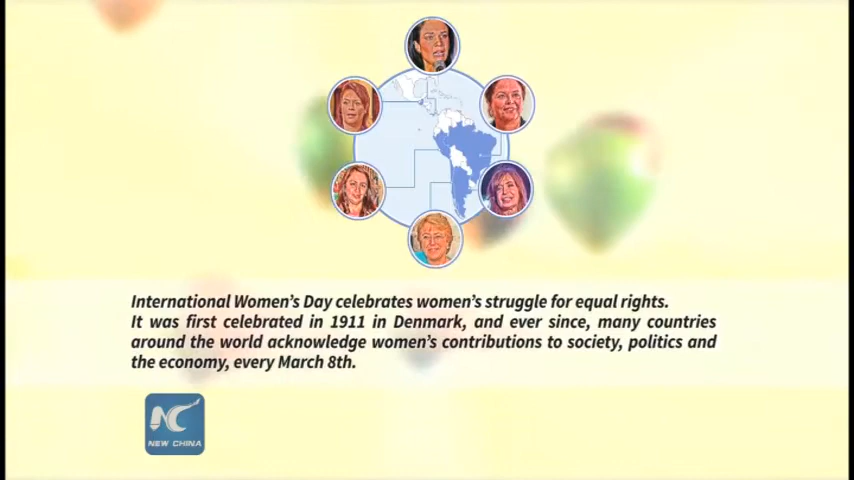 International Women's Day celebrates women's struggle for equal rights.
It was first celebrated in 1911 in Denmark, and ever since, many countries
around the world acknowledge women's contributions to society, politics and
the economy, every March 8th.
NC
NEW CHINA